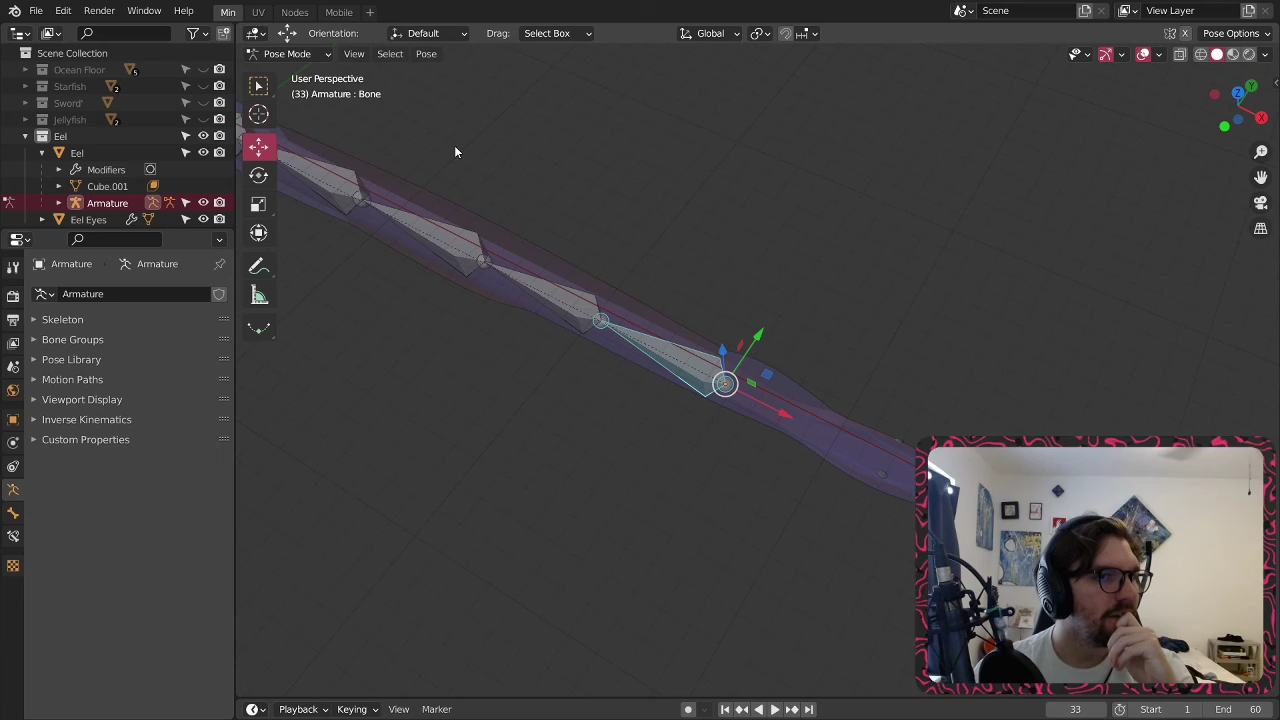 File Edit Render Window Help Min UV Nodes Mobile Scene View Layer
Orientation: Default Drag: Select Box Global Pose Options
Pose Mode View Select Pose
User Perspective
(33) Armature : Bone
Scene Collection
Ocean Floor 5
Starfish 2
Sword'
Jellyfish 2
Eel
Eel
Modifiers
Cube.001
Armature
Eel Eyes
Armature Armature
Armature
Skeleton
Bone Groups
Pose Library
Motion Paths
Viewport Display
Inverse Kinematics
Custom Properties
Z Y X
Playback Keying View Marker 33 Start 1 End 60